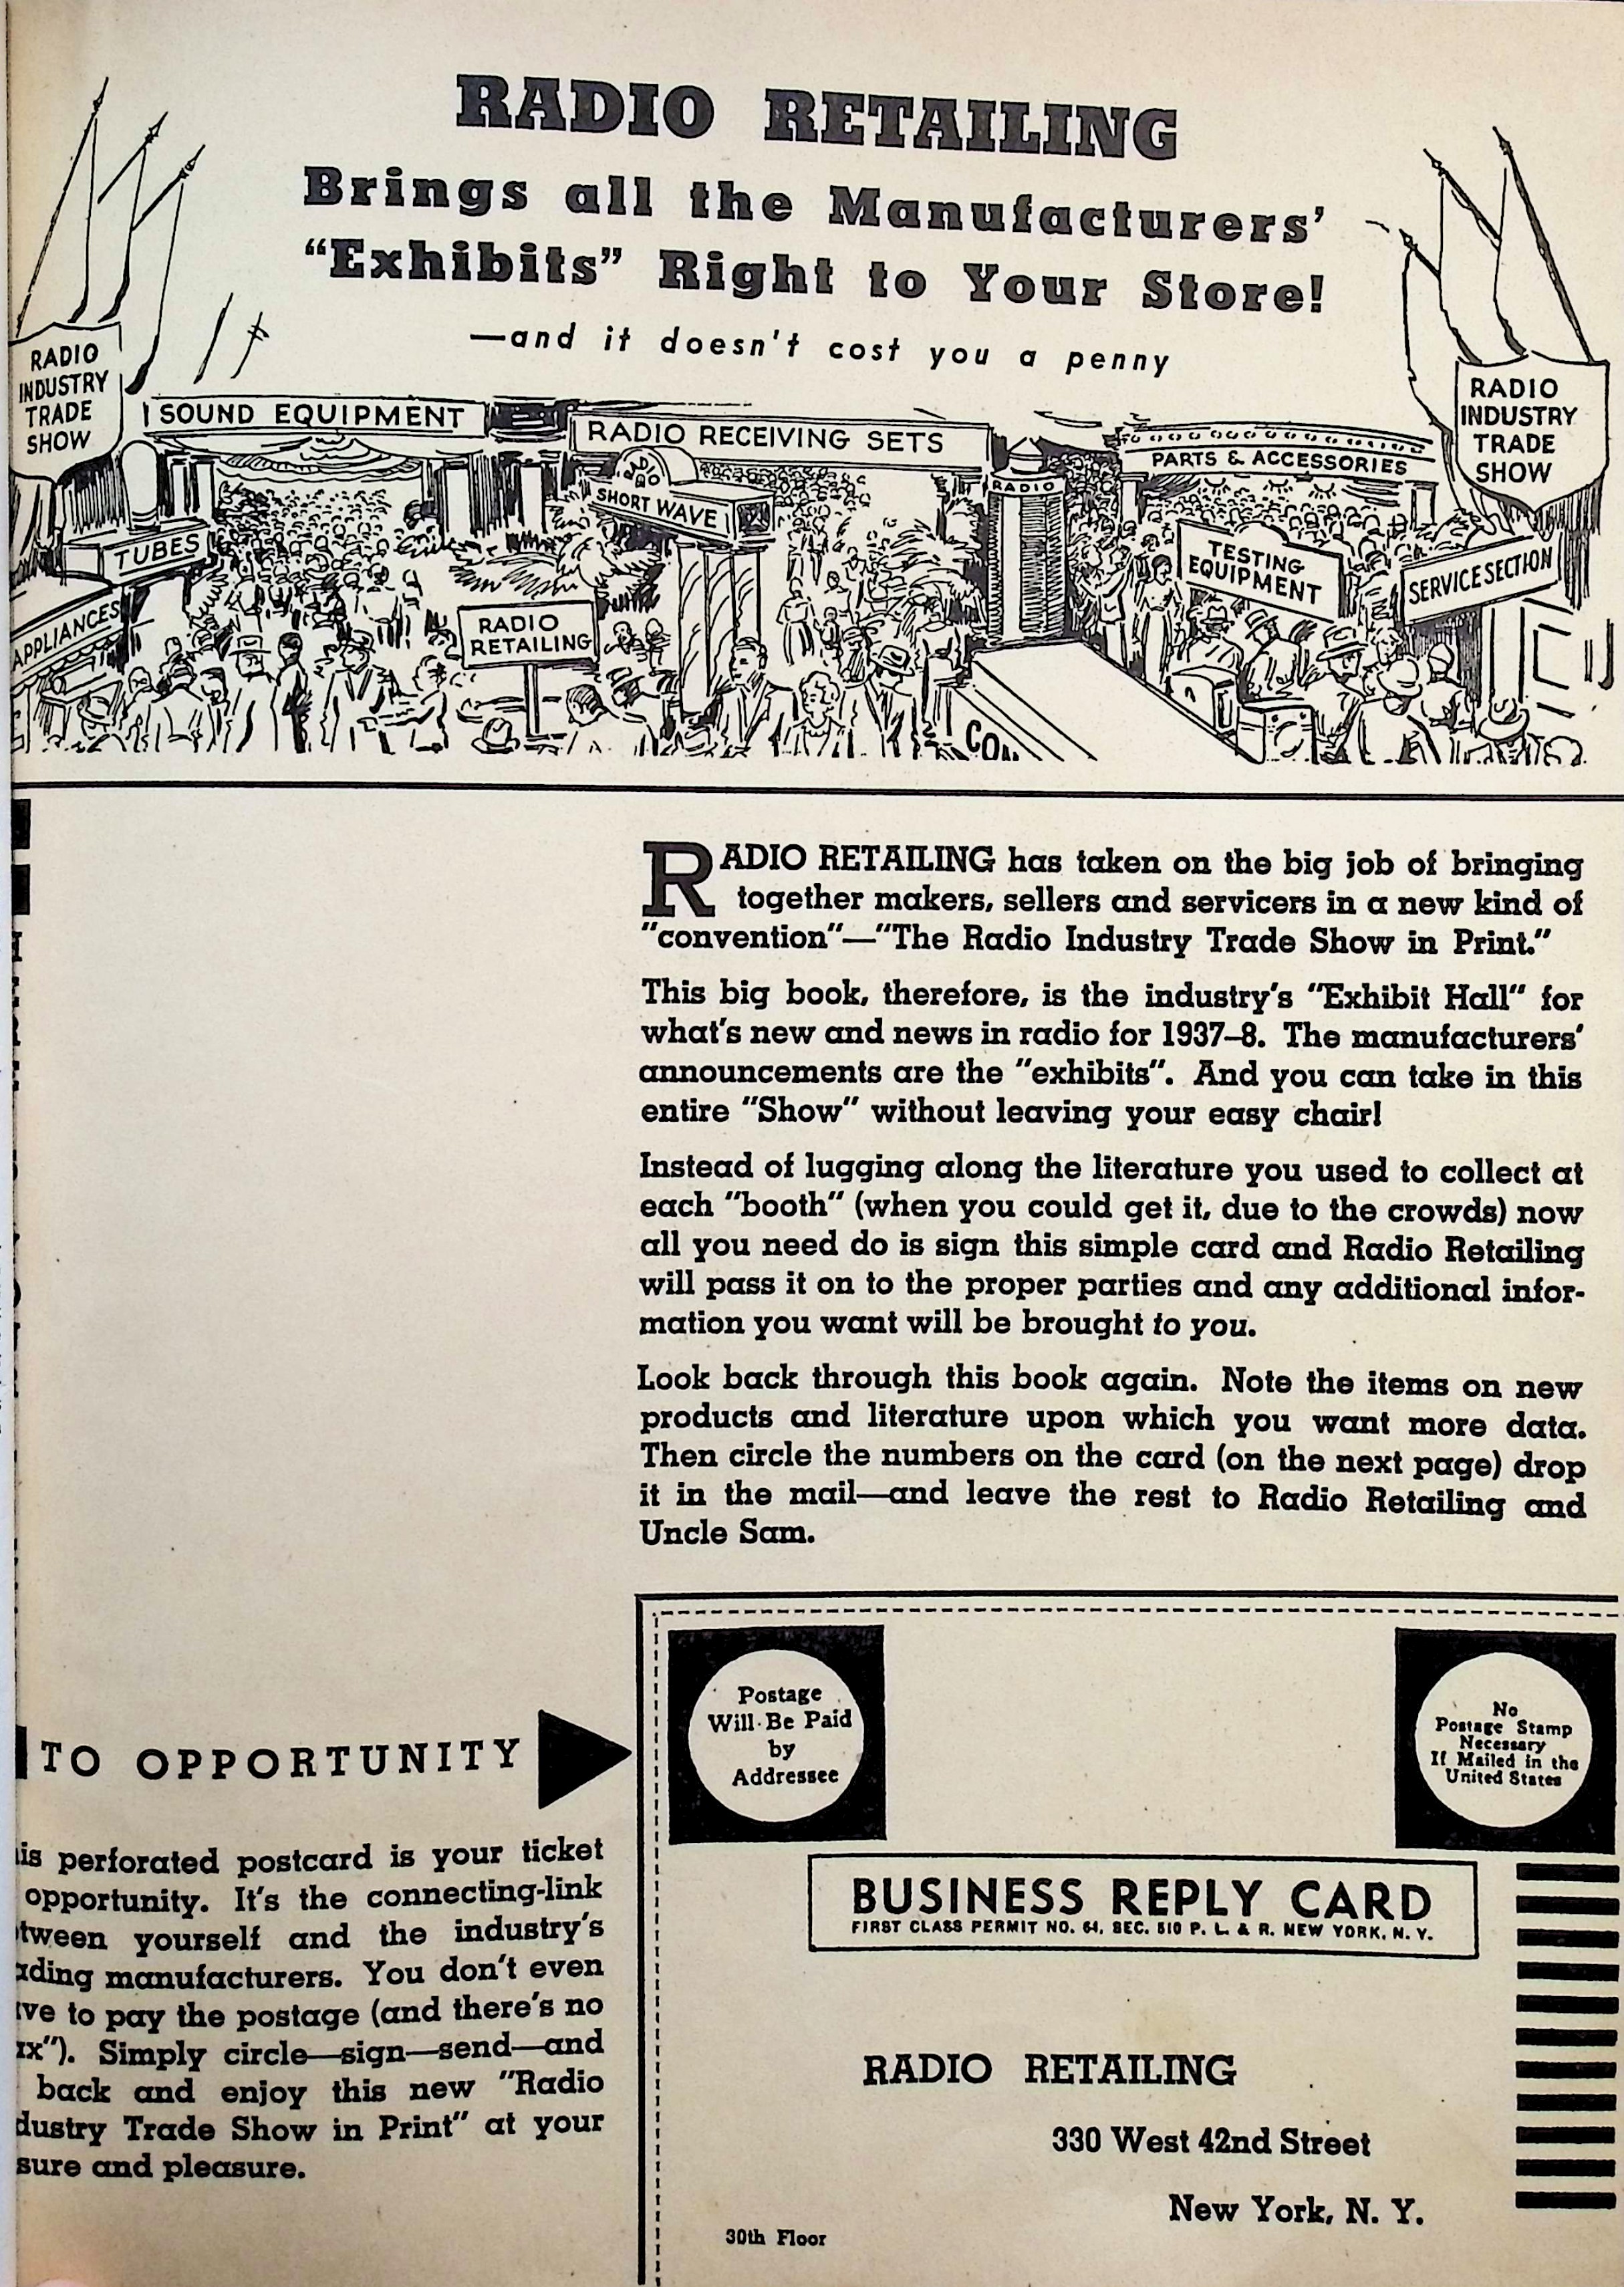 RADIO RETAILING
Brings all the Manufacturers'
“Exhibits” Right to Your Store!
—and it doesn't cost you a penny
RADIO
INDUSTRY
TRADE
SHOW
SOUND EQUIPMENT
RADIO RECEIVING SETS
PARTS & ACCESSORIES
RADIO
INDUSTRY
TRADE
SHOW
RADIO
SHORT WAVE
RADIO
TUBES
TESTING
EQUIPMENT
SERVICE SECTION
APPLIANCES
RADIO
RETAILING
RADIO RETAILING has taken on the big job of bringing
together makers, sellers and servicers in a new kind of
"convention"—"The Radio Industry Trade Show in Print."
This big book, therefore, is the industry's "Exhibit Hall" for
what's new and news in radio for 1937–8. The manufacturers'
announcements are the "exhibits". And you can take in this
entire "Show" without leaving your easy chair!
Instead of lugging along the literature you used to collect at
each "booth" (when you could get it, due to the crowds) now
all you need do is sign this simple card and Radio Retailing
will pass it on to the proper parties and any additional infor-
mation you want will be brought to you.
Look back through this book again. Note the items on new
products and literature upon which you want more data.
Then circle the numbers on the card (on the next page) drop
it in the mail—and leave the rest to Radio Retailing and
Uncle Sam.
TO OPPORTUNITY
is perforated postcard is your ticket
opportunity. It's the connecting-link
tween yourself and the industry's
ding manufacturers. You don't even
ve to pay the postage (and there's no
x"). Simply circle—sign—send—and
back and enjoy this new "Radio
dustry Trade Show in Print" at your
sure and pleasure.
Postage
Will Be Paid
by
Addressee
No
Postage Stamp
Necessary
If Mailed in the
United States
BUSINESS REPLY CARD
FIRST CLASS PERMIT NO. 64, SEC. 510 P. L. & R. NEW YORK, N. Y.
RADIO RETAILING
330 West 42nd Street
New York, N. Y.
30th Floor